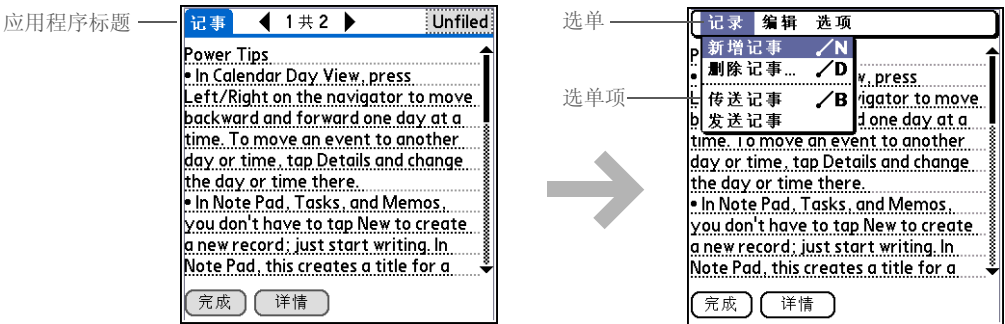 应用程序标题
记事
1 共 2
Unfiled
Power Tips
• In Calendar Day View, press
Left/Right on the navigator to move
backward and forward one day at a
time. To move an event to another
day or time, tap Details and change
the day or time there.
• In Note Pad, Tasks, and Memos,
you don't have to tap New to create
a new record; just start writing. In
Note Pad, this creates a title for a
完成
详情
选单
选单项
记录 编辑 选项
新增记事 ╱N
删除记事... ╱D
传送记事 ╱B
发送记事
v, press
vigator to move
d one day at a
time. To move an event to another
day or time, tap Details and change
the day or time there.
• In Note Pad, Tasks, and Memos,
you don't have to tap New to create
a new record; just start writing. In
Note Pad, this creates a title for a
完成
详情